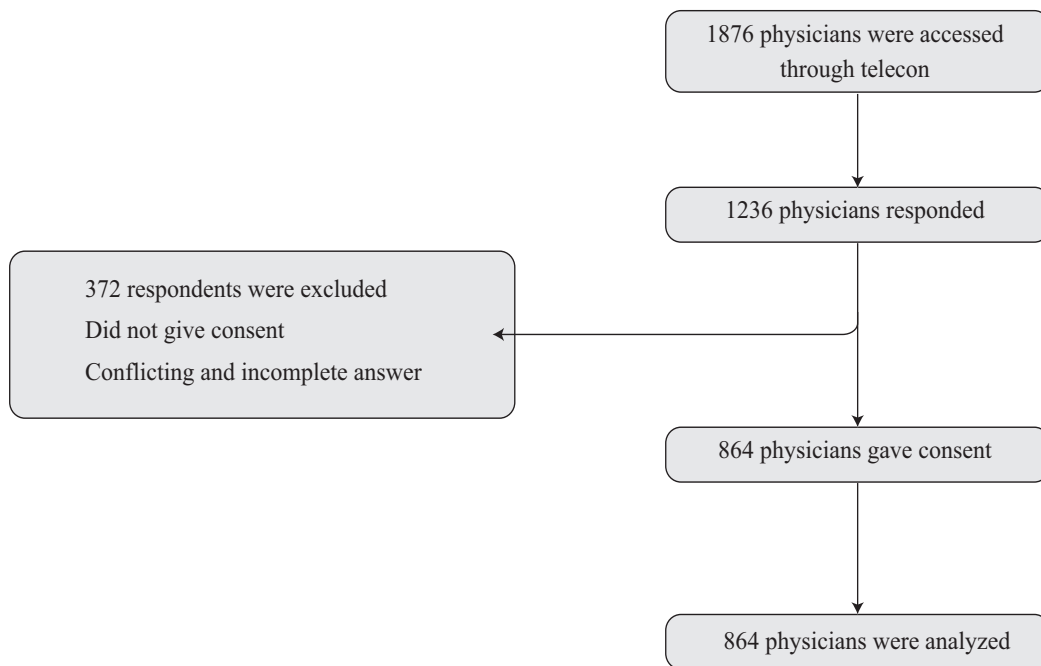 1876 physicians were accessed
through telecon
1236 physicians responded
372 respondents were excluded
Did not give consent
Conflicting and incomplete answer
864 physicians gave consent
864 physicians were analyzed